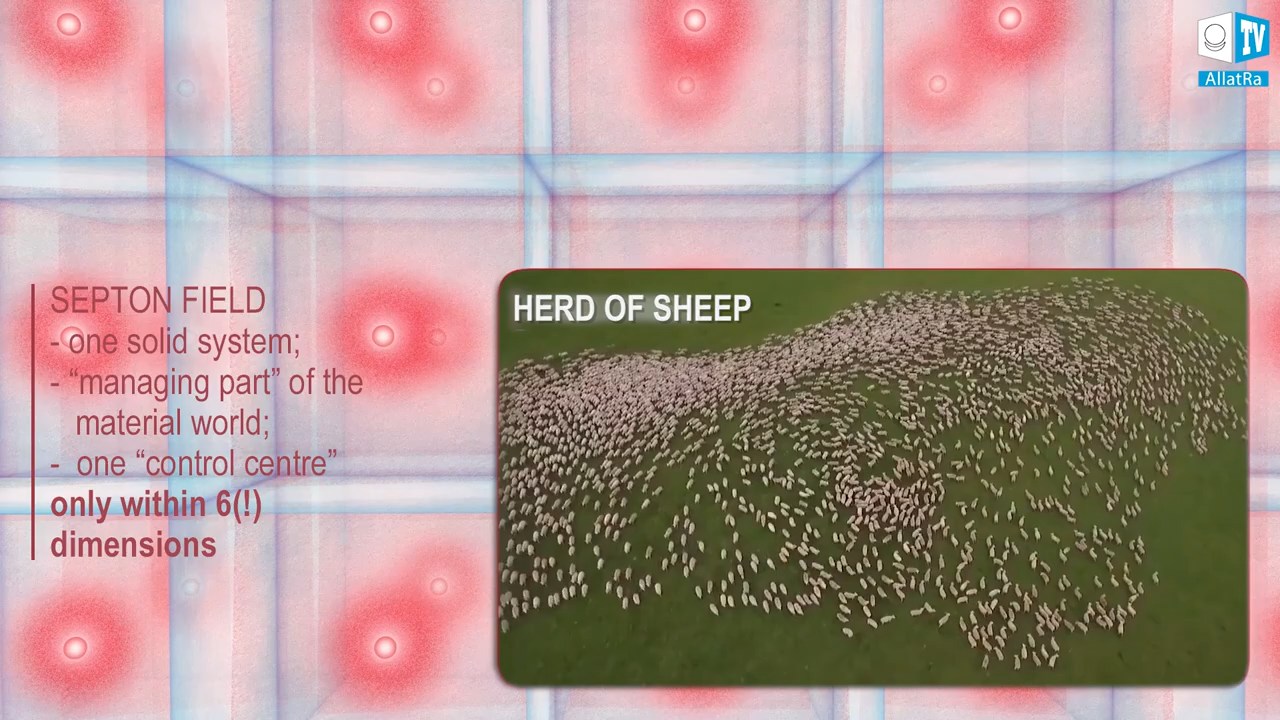 TV
AllatRa
SEPTON FIELD
- one solid system;
- “managing part” of the
material world;
- one “control centre”
only within 6(!)
dimensions
HERD OF SHEEP